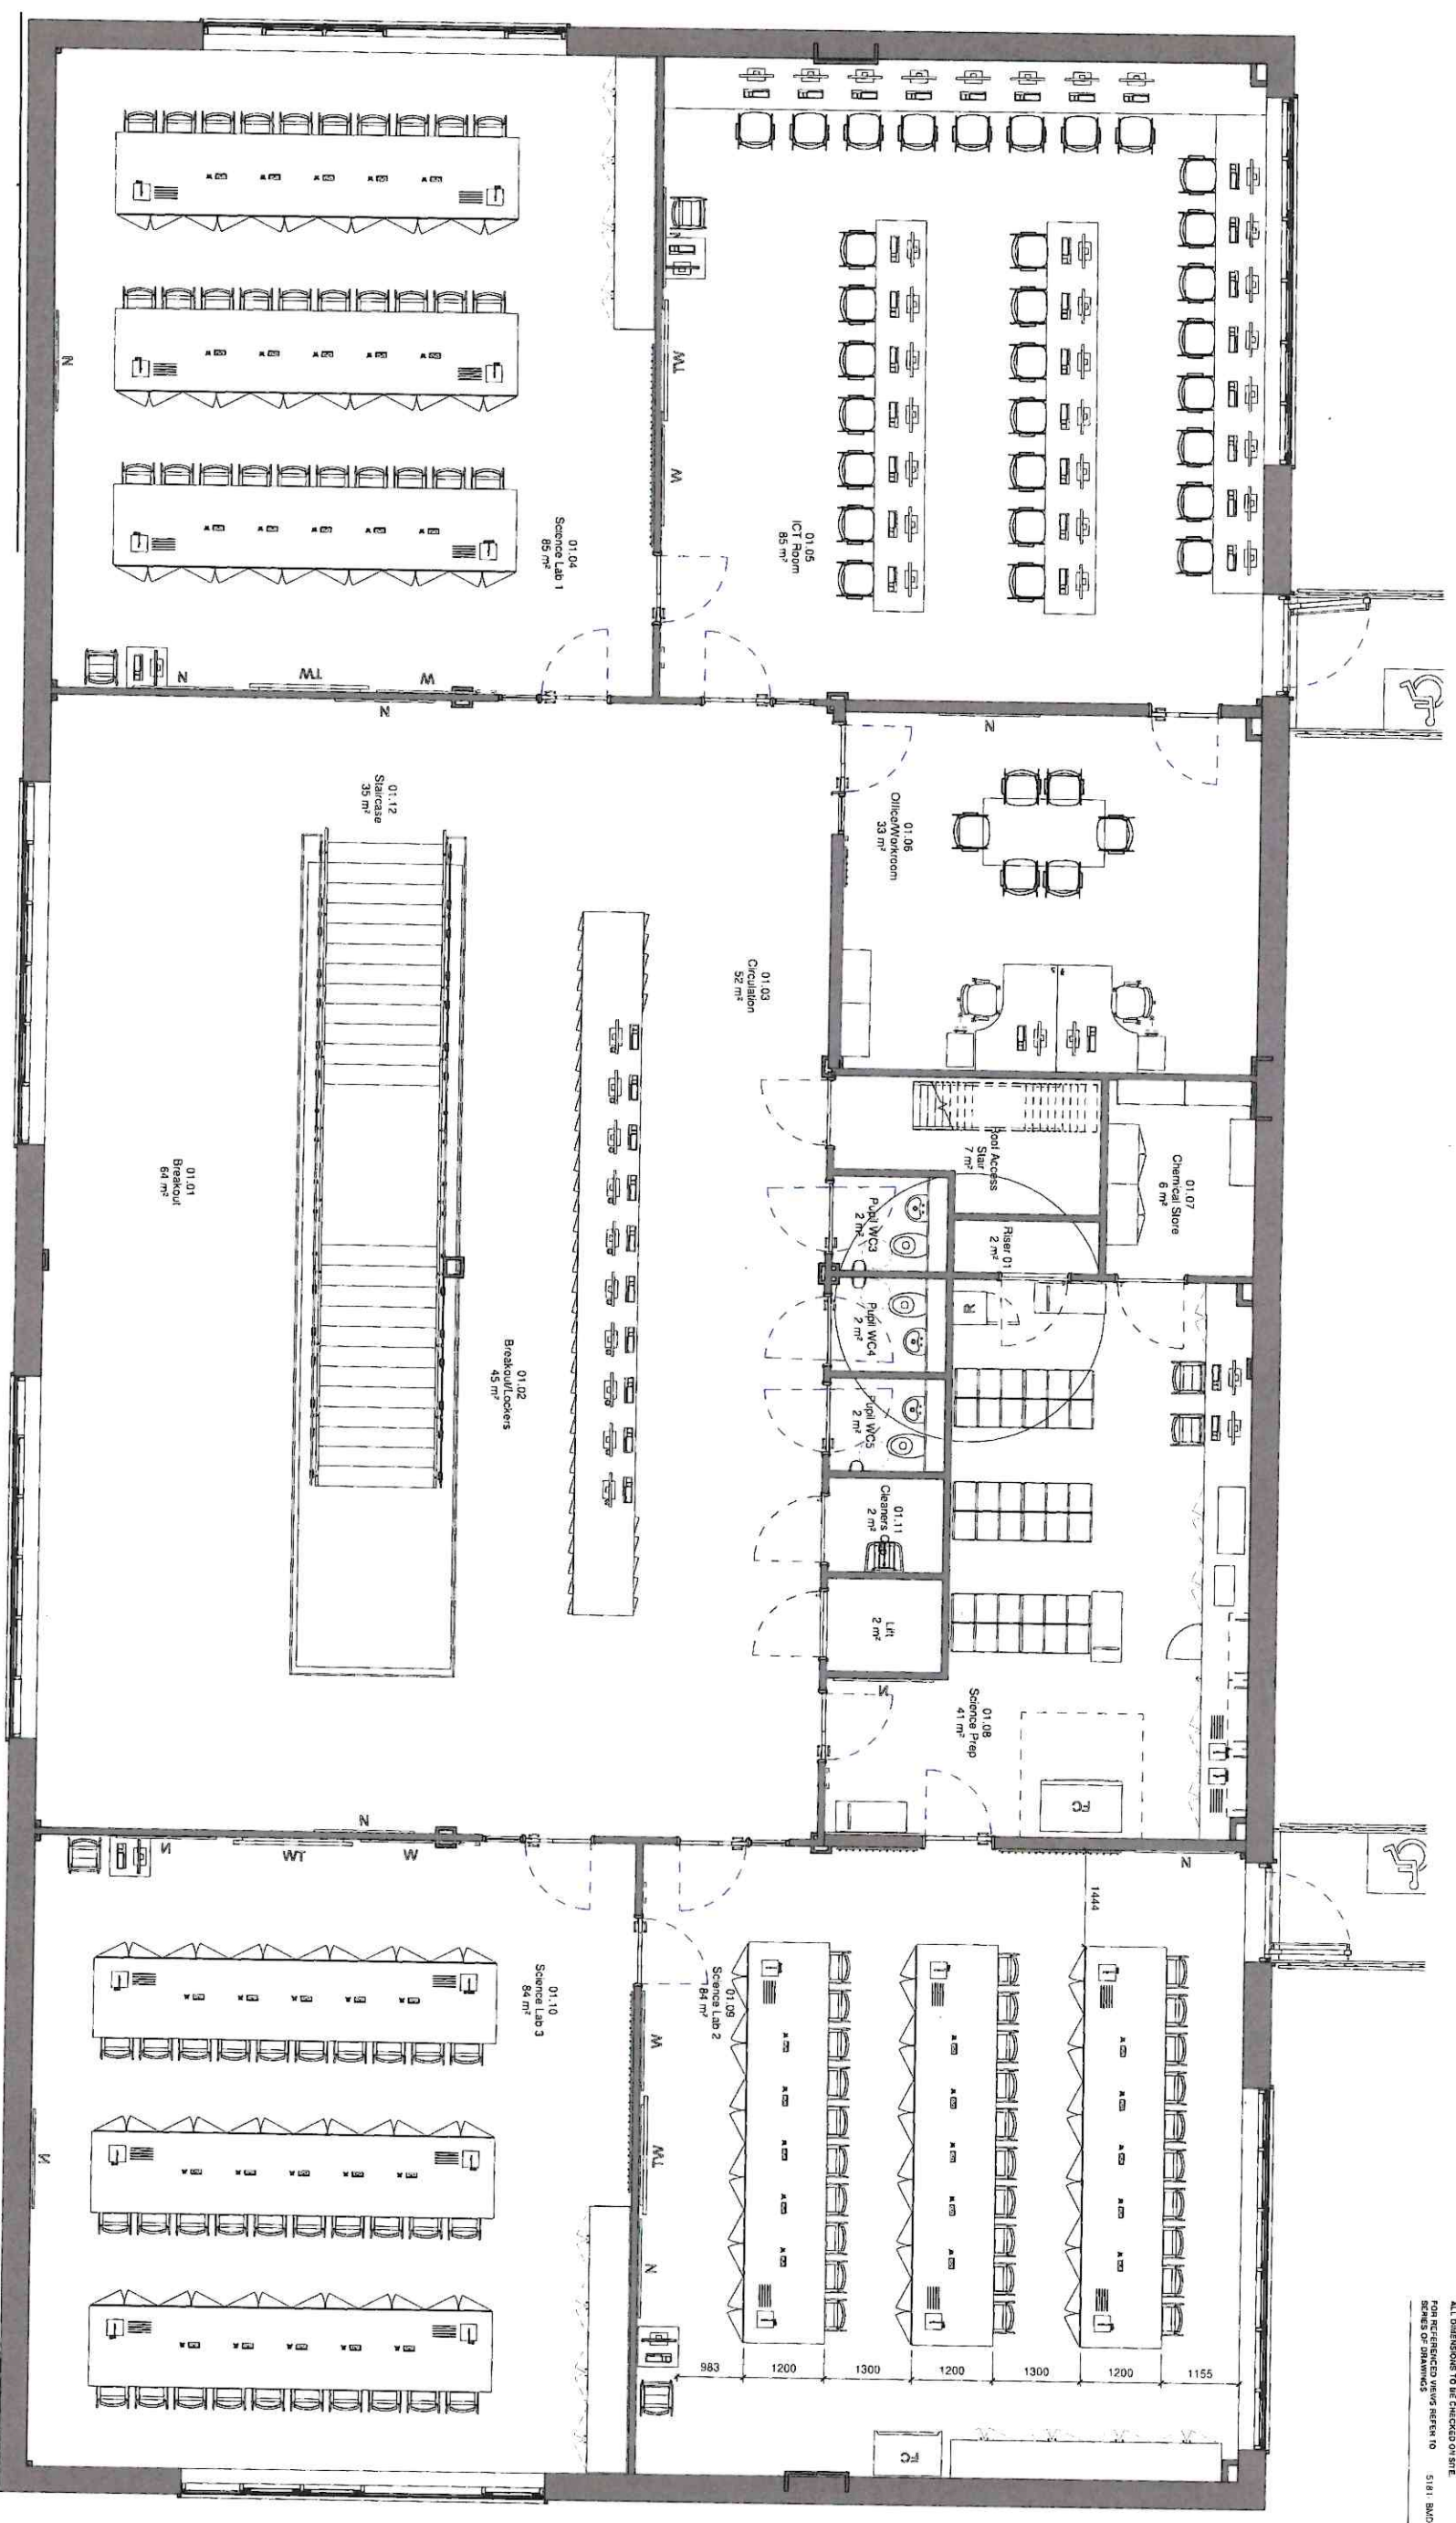 ALL DIMENSIONS TO BE CHECKED ON SITE.
FOR REFERENCED VIEWS REFER TO 5181- BMD
SERIES OF DRAWINGS
01.05
ICT Room
85 m²
TW
W
N
01.04
Science Lab 1
85 m²
N
N
TW
W
N
N
01.06
Office/Workroom
33 m²
01.12
Staircase
35 m²
01.03
Circulation
52 m²
01.01
Breakout
64 m²
01.02
Breakout/Lockers
45 m²
01.07
Chemical Store
6 m²
Roof Access
Stair
7 m²
Riser 01
2 m²
Pupil WC3
2 m²
Pupil WC4
2 m²
Pupil WC5
2 m²
R
01.11
Cleaners
2 m²
Lift
2 m²
N
01.08
Science Prep
41 m²
FC
N
N
N
WT
W
01.10
Science Lab 3
84 m²
N
01.09
Science Lab 2
84 m²
W
TW
N
1444
983
1200
1300
1200
1300
1200
1155
FC